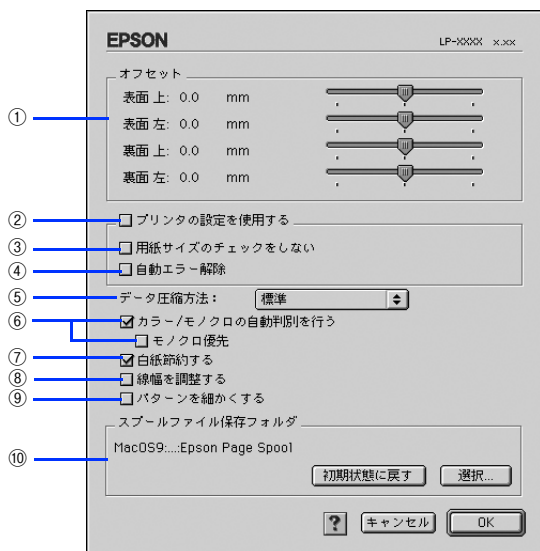 EPSON LP-XXXX x.xx
オフセット
① 表面 上: 0.0 mm
表面 左: 0.0 mm
裏面 上: 0.0 mm
裏面 左: 0.0 mm
② プリンタの設定を使用する
③ 用紙サイズのチェックをしない
④ 自動エラー解除
⑤ データ圧縮方法： 標準
⑥ カラー/モノクロの自動判別を行う
モノクロ優先
⑦ 白紙節約する
⑧ 線幅を調整する
⑨ パターンを細かくする
スプールファイル保存フォルダ
⑩ MacOS9:...:Epson Page Spool
初期状態に戻す 選択...
? キャンセル OK